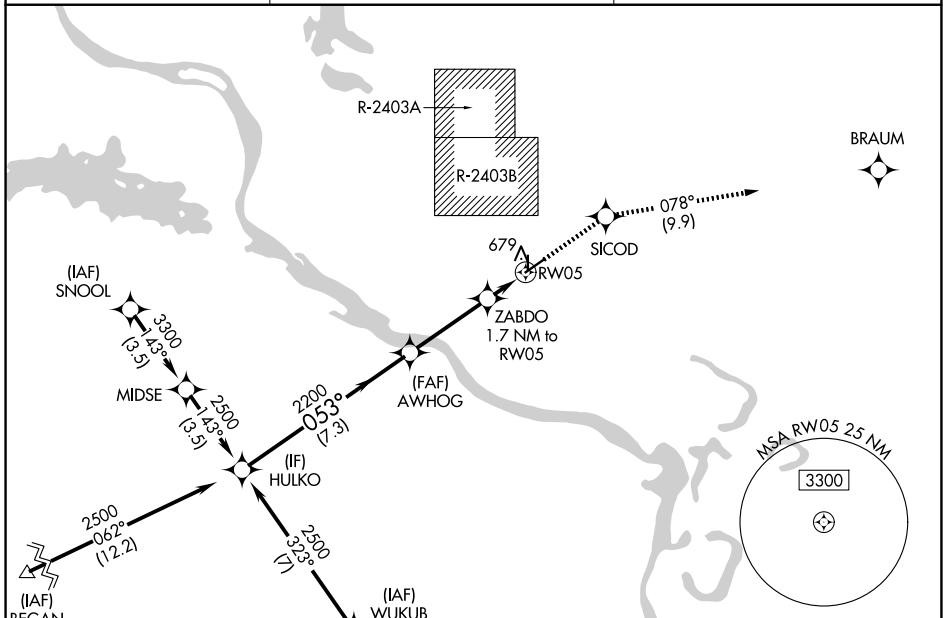 R-2403A
BRAUM
R-2403B
078°
(9.9)
SICOD
679
RW05
(IAF)
SNOOL
ZABDO
1.7 NM to
RW05
3300
143°
(3.5)
MIDSE
2500
143°
(3.5)
(FAF)
AWHOG
2200
053°
(7.3)
(IF)
HULKO
MSA RW05 25 NM
3300
2500
062°
(12.2)
2500
323°
(7)
(IAF)
BEGAN
(IAF)
WUKUB